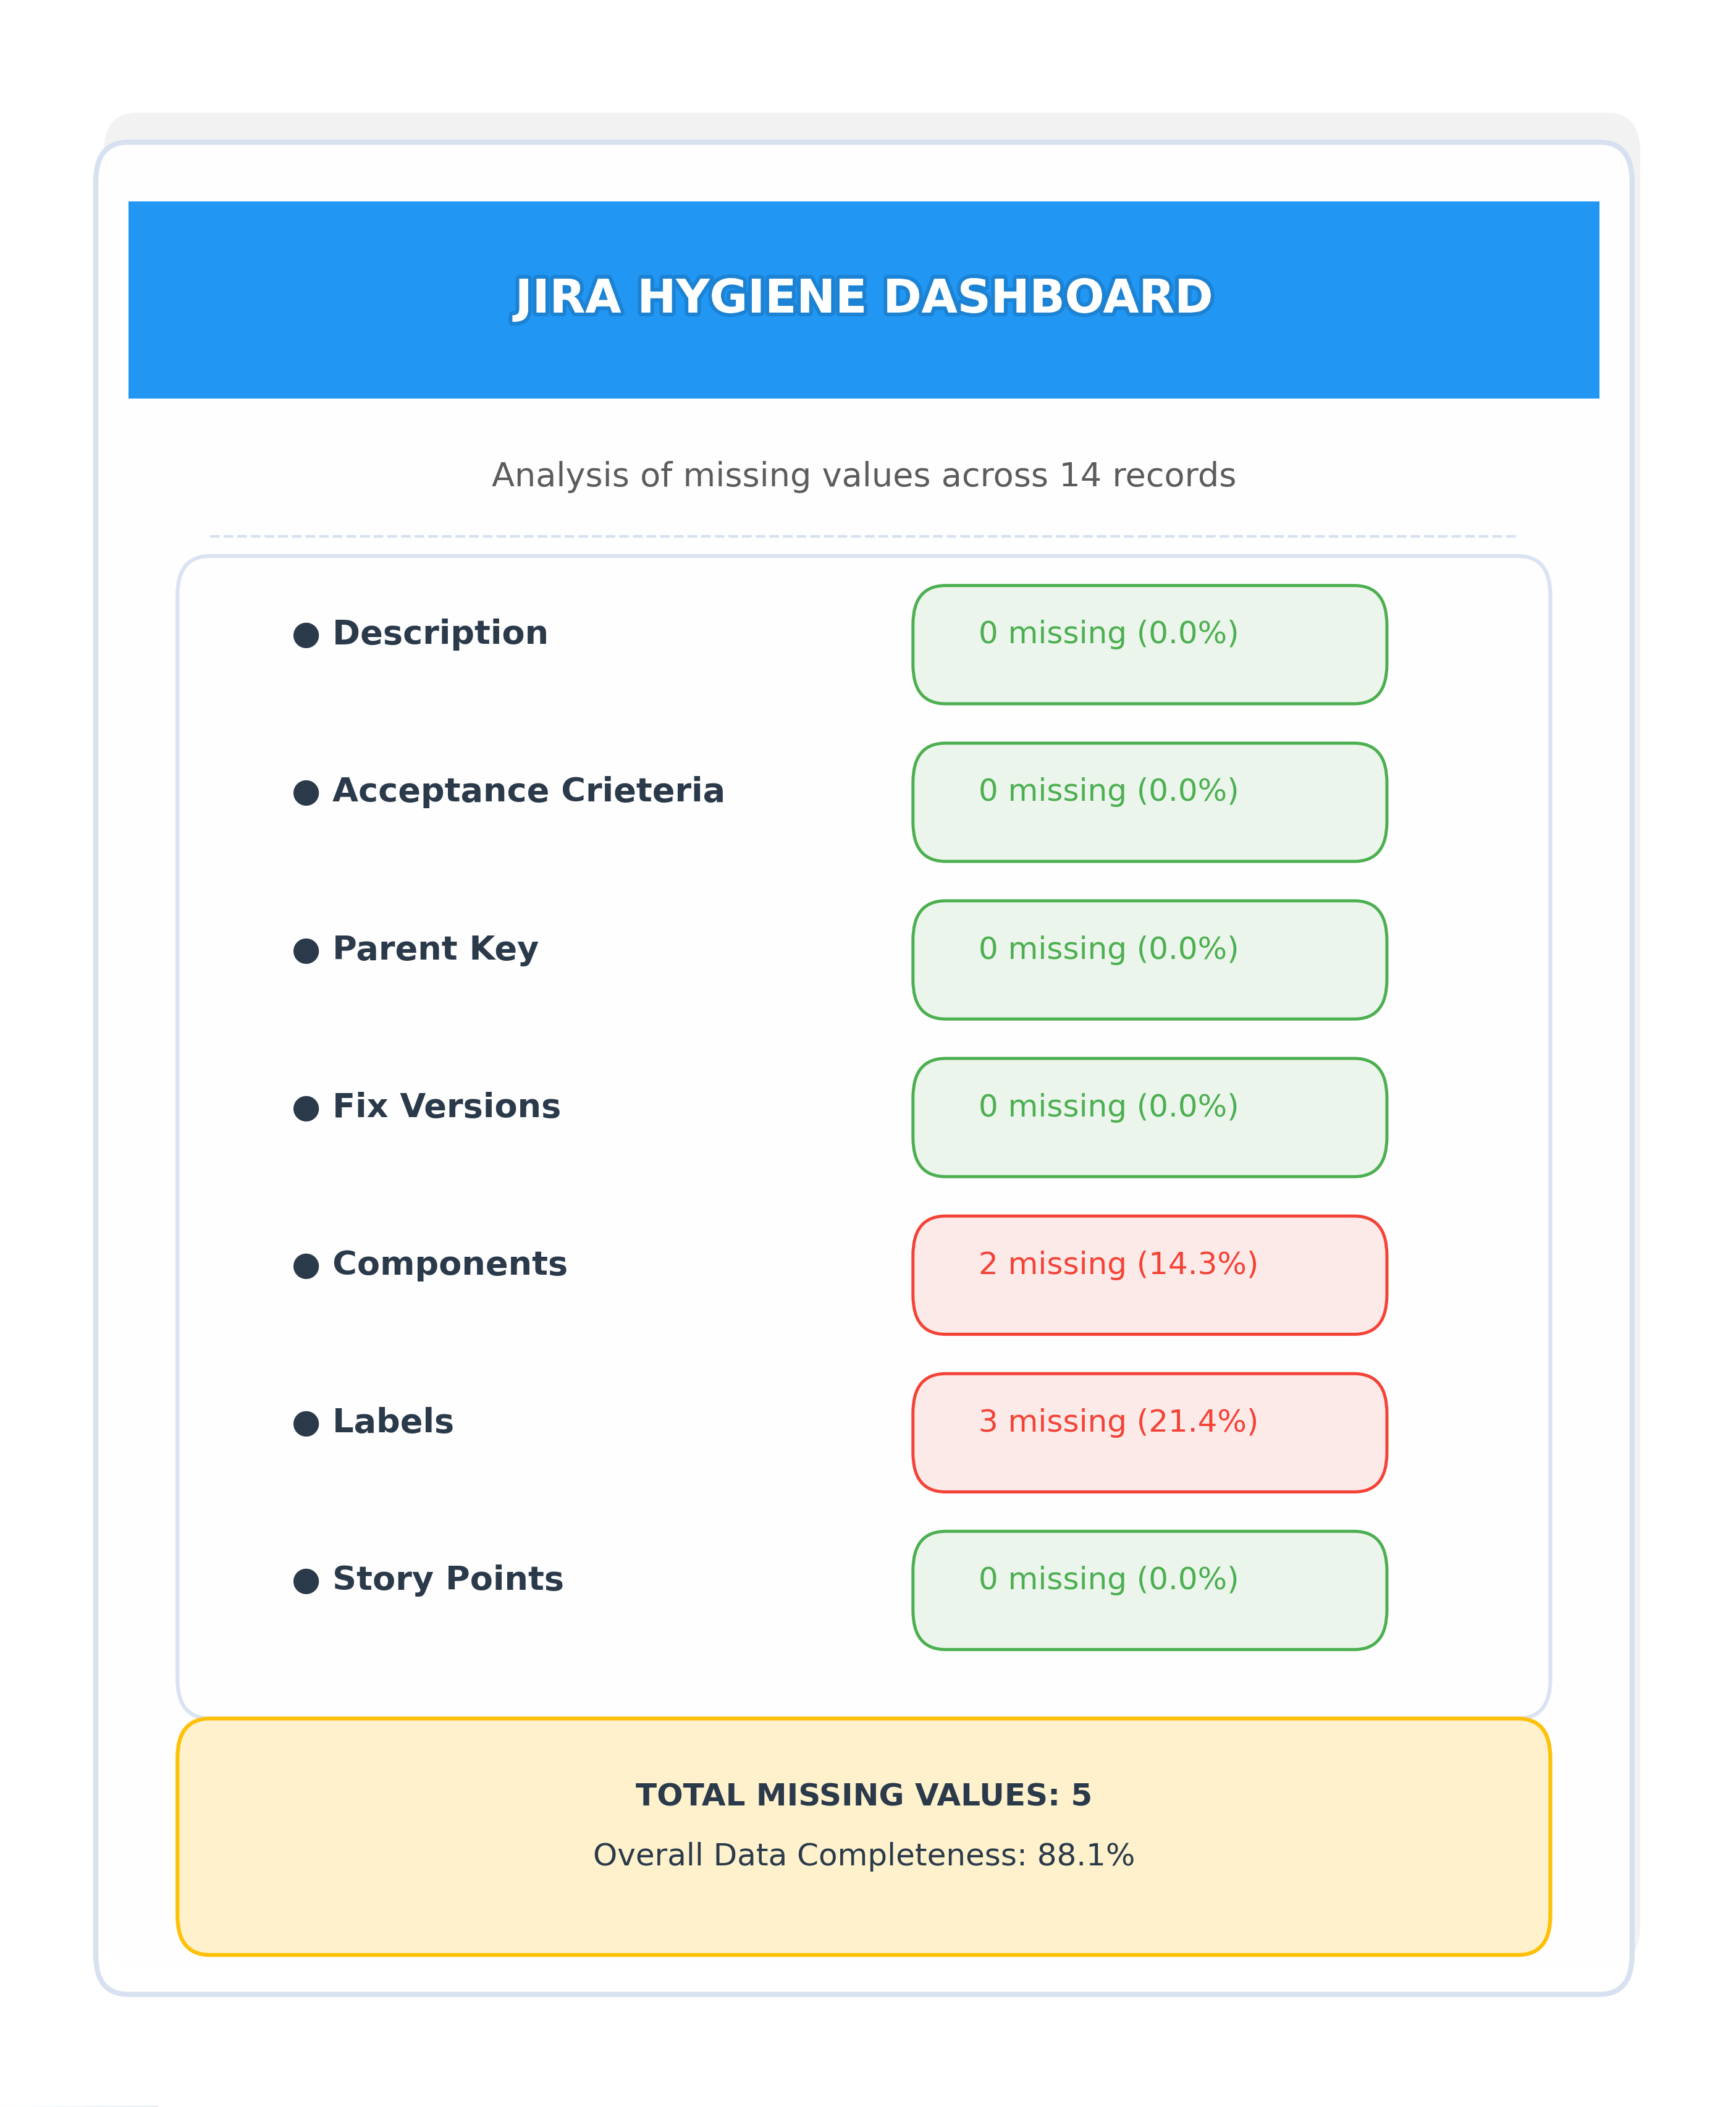 JIRA HYGIENE DASHBOARD
Analysis of missing values across 14 records
● Description 0 missing (0.0%)
● Acceptance Crieteria 0 missing (0.0%)
● Parent Key 0 missing (0.0%)
● Fix Versions 0 missing (0.0%)
● Components 2 missing (14.3%)
● Labels 3 missing (21.4%)
● Story Points 0 missing (0.0%)
TOTAL MISSING VALUES: 5
Overall Data Completeness: 88.1%